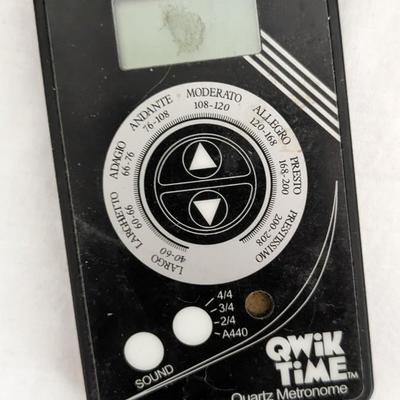 LARGO
40-60
LARGHETTO
60-66
ADAGIO
66-76
ANDANTE
76-108
MODERATO
108-120
ALLEGRO
120-168
PRESTO
168-200
PRESTISSIMO
200-208
4/4
3/4
2/4
A440
SOUND
QWiK
TiME™
Quartz Metronome